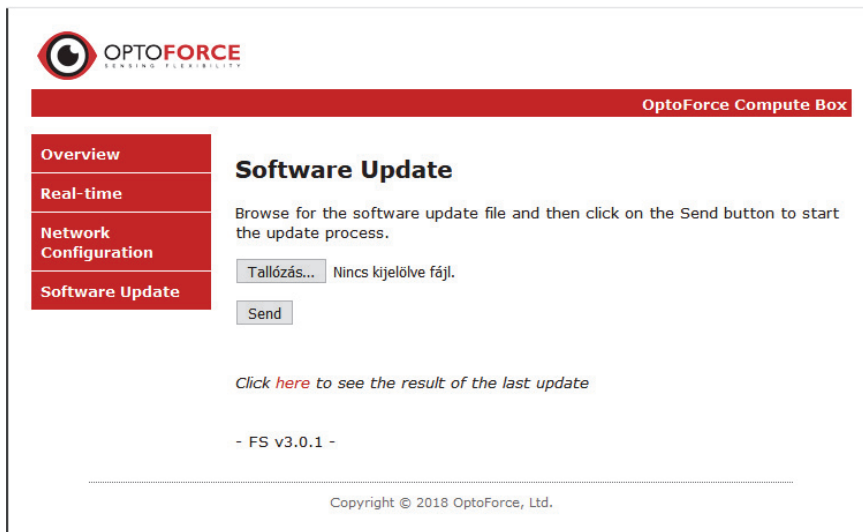 OPTOFORCE
SENSING FLEXIBILITY
OptoForce Compute Box
Overview
Real-time
Network
Configuration
Software Update
Software Update
Browse for the software update file and then click on the Send button to start
the update process.
Tallózás... Nincs kijelölve fájl.
Send
Click here to see the result of the last update
- FS v3.0.1 -
Copyright © 2018 OptoForce, Ltd.